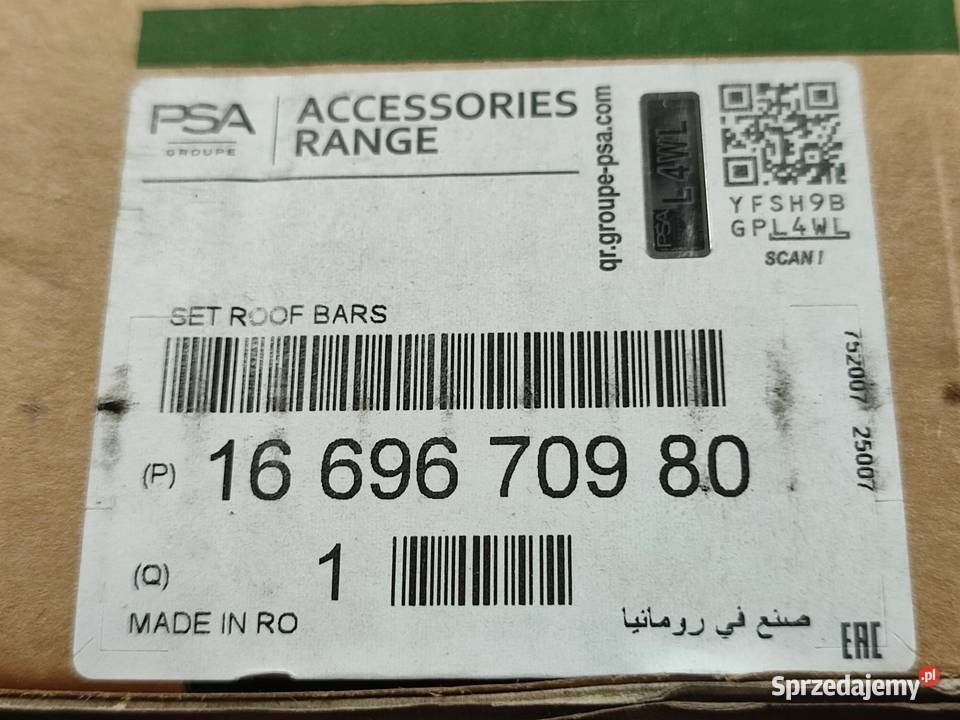 PSA
GROUPE
ACCESSORIES
RANGE
qr.groupe-psa.com
PSA L4WL
YFSH9B
GPL4WL
SCAN!
SET ROOF BARS
752007 25007
(P) 16 696 709 80
(Q) 1
MADE IN RO
صنع في رومانيا
EAC
Sprzedajemy.pl